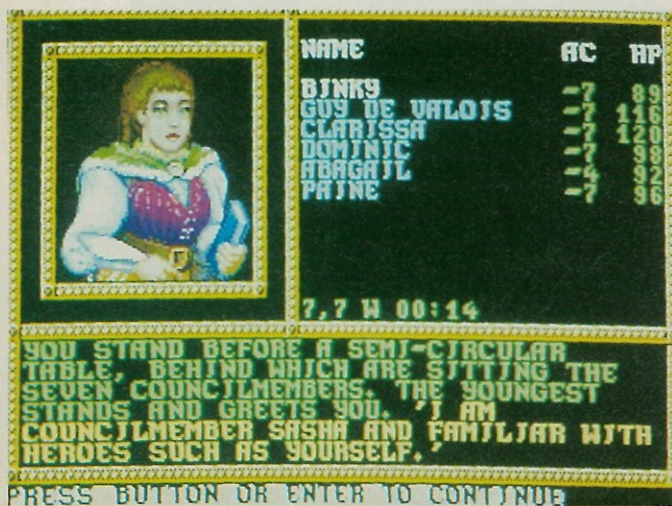 NAME AC HP
BINKY -7 89
GUY DE VALOIS -7 116
CLARISSA -7 120
DOMINIC -7 98
ABAGAIL -4 92
PAINE -7 96
7,7 W 00:14
YOU STAND BEFORE A SEMI-CIRCULAR
TABLE, BEHIND WHICH ARE SITTING THE
SEVEN COUNCILMEMBERS. THE YOUNGEST
STANDS AND GREETS YOU. 'I AM
COUNCILMEMBER SASHA AND FAMILIAR WITH
HEROES SUCH AS YOURSELF.'
PRESS BUTTON OR ENTER TO CONTINUE